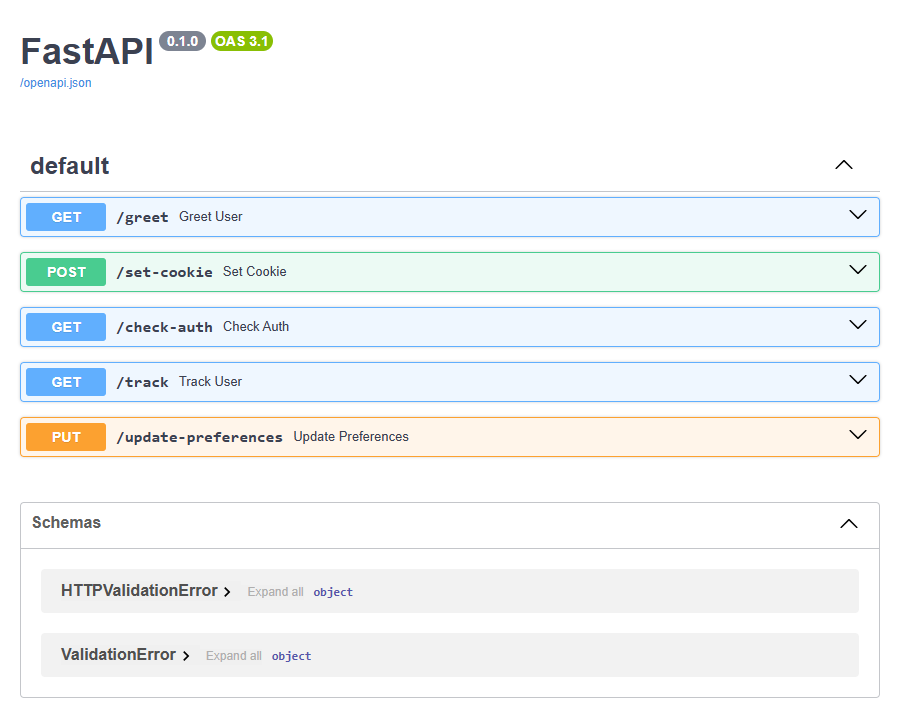 FastAPI 0.1.0 OAS 3.1
/openapi.json
default
GET /greet Greet User
POST /set-cookie Set Cookie
GET /check-auth Check Auth
GET /track Track User
PUT /update-preferences Update Preferences
Schemas
HTTPValidationError Expand all object
ValidationError Expand all object